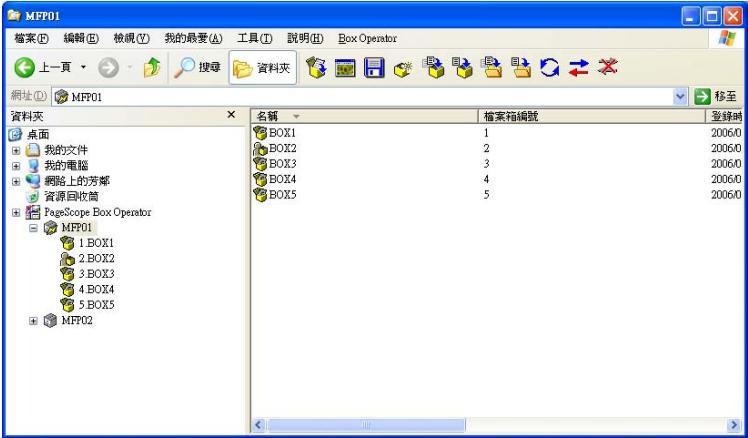 MFP01
檔案(F) 編輯(E) 檢視(V) 我的最愛(A) 工具(T) 說明(H) Box Operator
上一頁 搜尋 資料夾
網址(D) MFP01 移至
資料夾 × 名稱 檔案箱編號 登錄時
桌面 BOX1 1 2006/0
我的文件 BOX2 2 2006/0
我的電腦 BOX3 3 2006/0
網路上的芳鄰 BOX4 4 2006/0
資源回收筒 BOX5 5 2006/0
PageScope Box Operator
MFP01
1.BOX1
2.BOX2
3.BOX3
4.BOX4
5.BOX5
MFP02